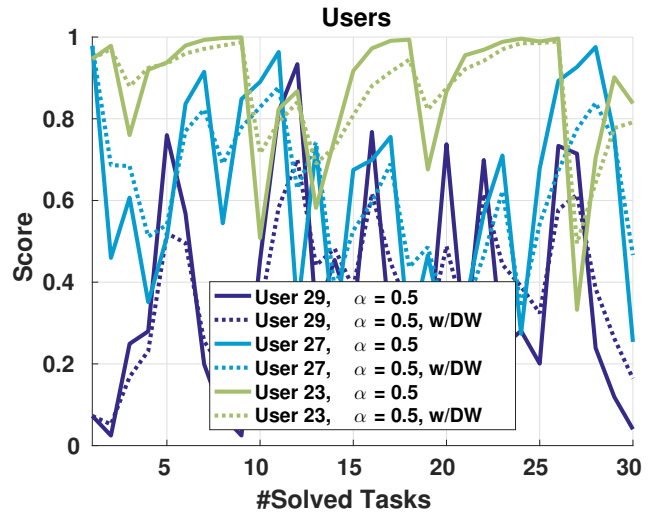 Users
1
0.8
0.6
0.4
0.2
0
Score
User 29, α = 0.5
User 29, α = 0.5, w/DW
User 27, α = 0.5
User 27, α = 0.5, w/DW
User 23, α = 0.5
User 23, α = 0.5, w/DW
5 10 15 20 25 30
#Solved Tasks